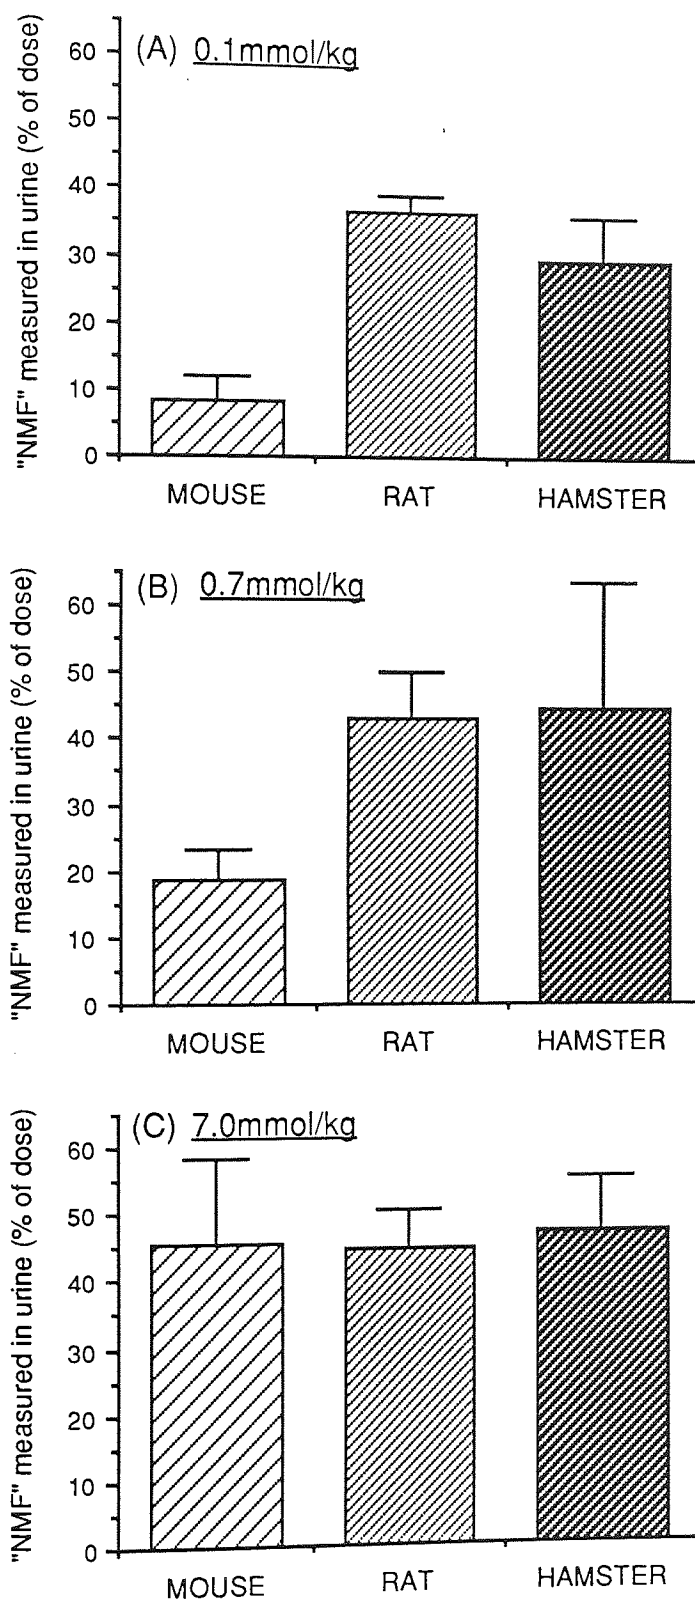 (A) 0.1mmol/kg
"NMF" measured in urine (% of dose)
60
50
40
30
20
10
0
MOUSE RAT HAMSTER
(B) 0.7mmol/kg
"NMF" measured in urine (% of dose)
60
50
40
30
20
10
0
MOUSE RAT HAMSTER
(C) 7.0mmol/kg
"NMF" measured in urine (% of dose)
60
50
40
30
20
10
0
MOUSE RAT HAMSTER